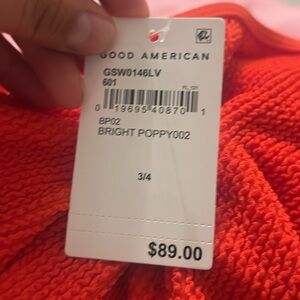 GOOD AMERICAN
GSW0146LV
601
0 19695 40870 1
BP02
BRIGHT POPPY002
3/4
$89.00